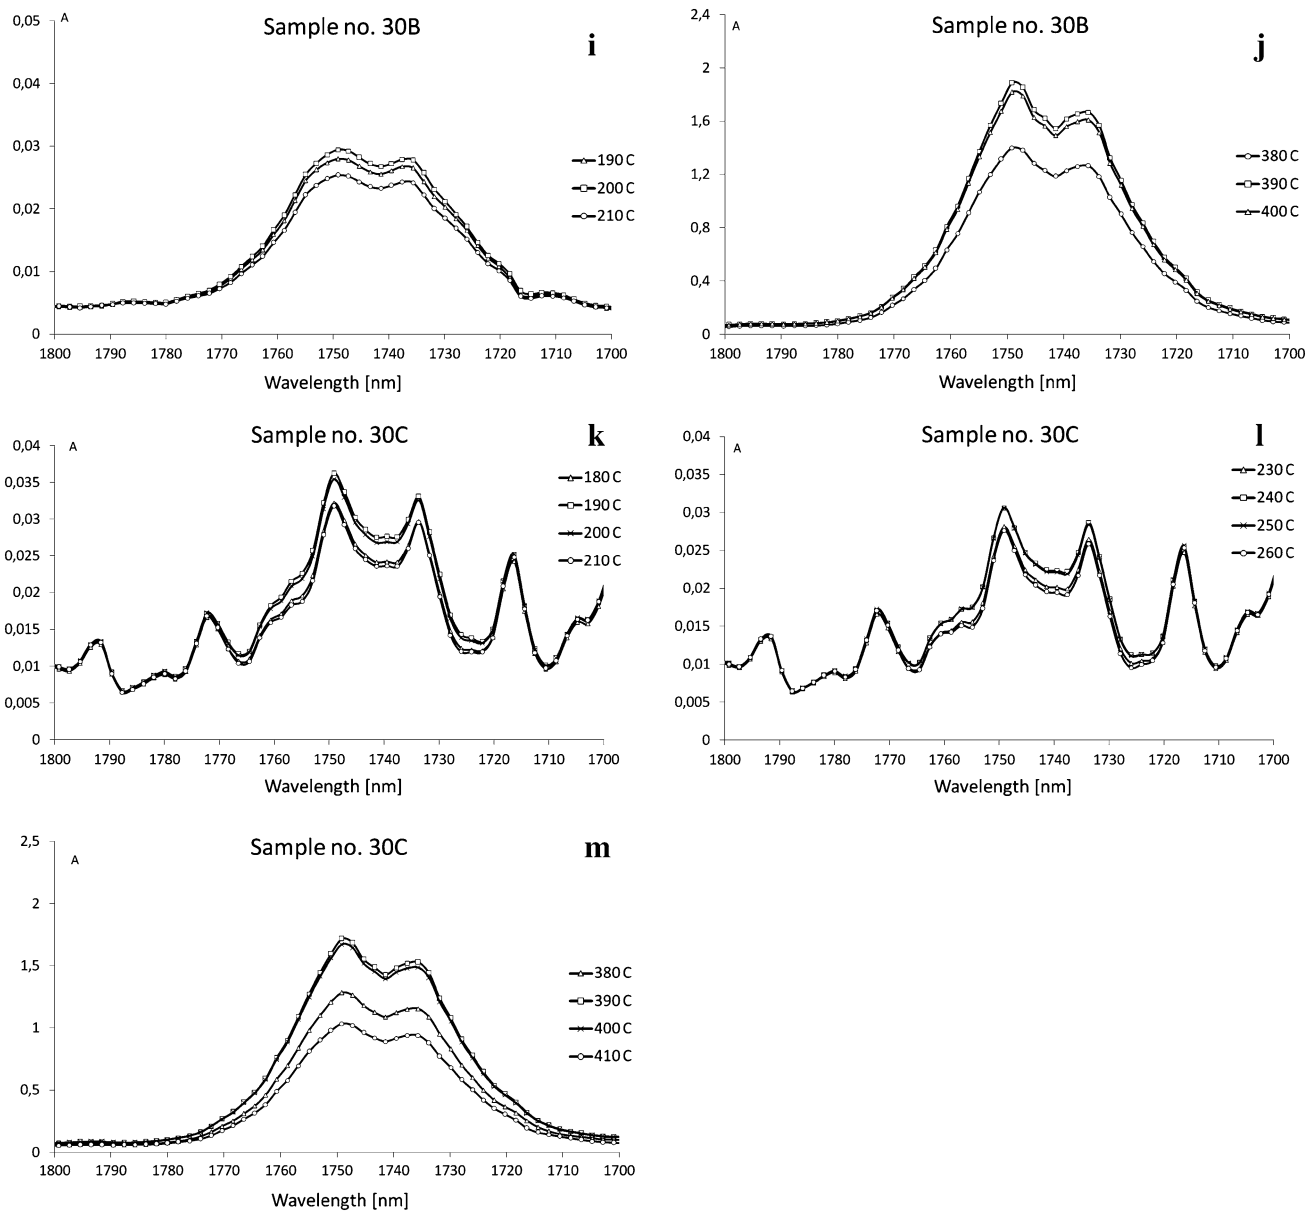 Sample no. 30B
i
A
0,05
0,04
0,03
0,02
0,01
0
190 C
200 C
210 C
1800 1790 1780 1770 1760 1750 1740 1730 1720 1710 1700
Wavelength [nm]
Sample no. 30B
j
A
2,4
2
1,6
1,2
0,8
0,4
0
380 C
390 C
400 C
1800 1790 1780 1770 1760 1750 1740 1730 1720 1710 1700
Wavelength [nm]
Sample no. 30C
k
A
0,04
0,035
0,03
0,025
0,02
0,015
0,01
0,005
0
180 C
190 C
200 C
210 C
1800 1790 1780 1770 1760 1750 1740 1730 1720 1710 1700
Wavelength [nm]
Sample no. 30C
l
A
0,04
0,035
0,03
0,025
0,02
0,015
0,01
0,005
0
230 C
240 C
250 C
260 C
1800 1790 1780 1770 1760 1750 1740 1730 1720 1710 1700
Wavelength [nm]
Sample no. 30C
m
A
2,5
2
1,5
1
0,5
0
380 C
390 C
400 C
410 C
1800 1790 1780 1770 1760 1750 1740 1730 1720 1710 1700
Wavelength [nm]